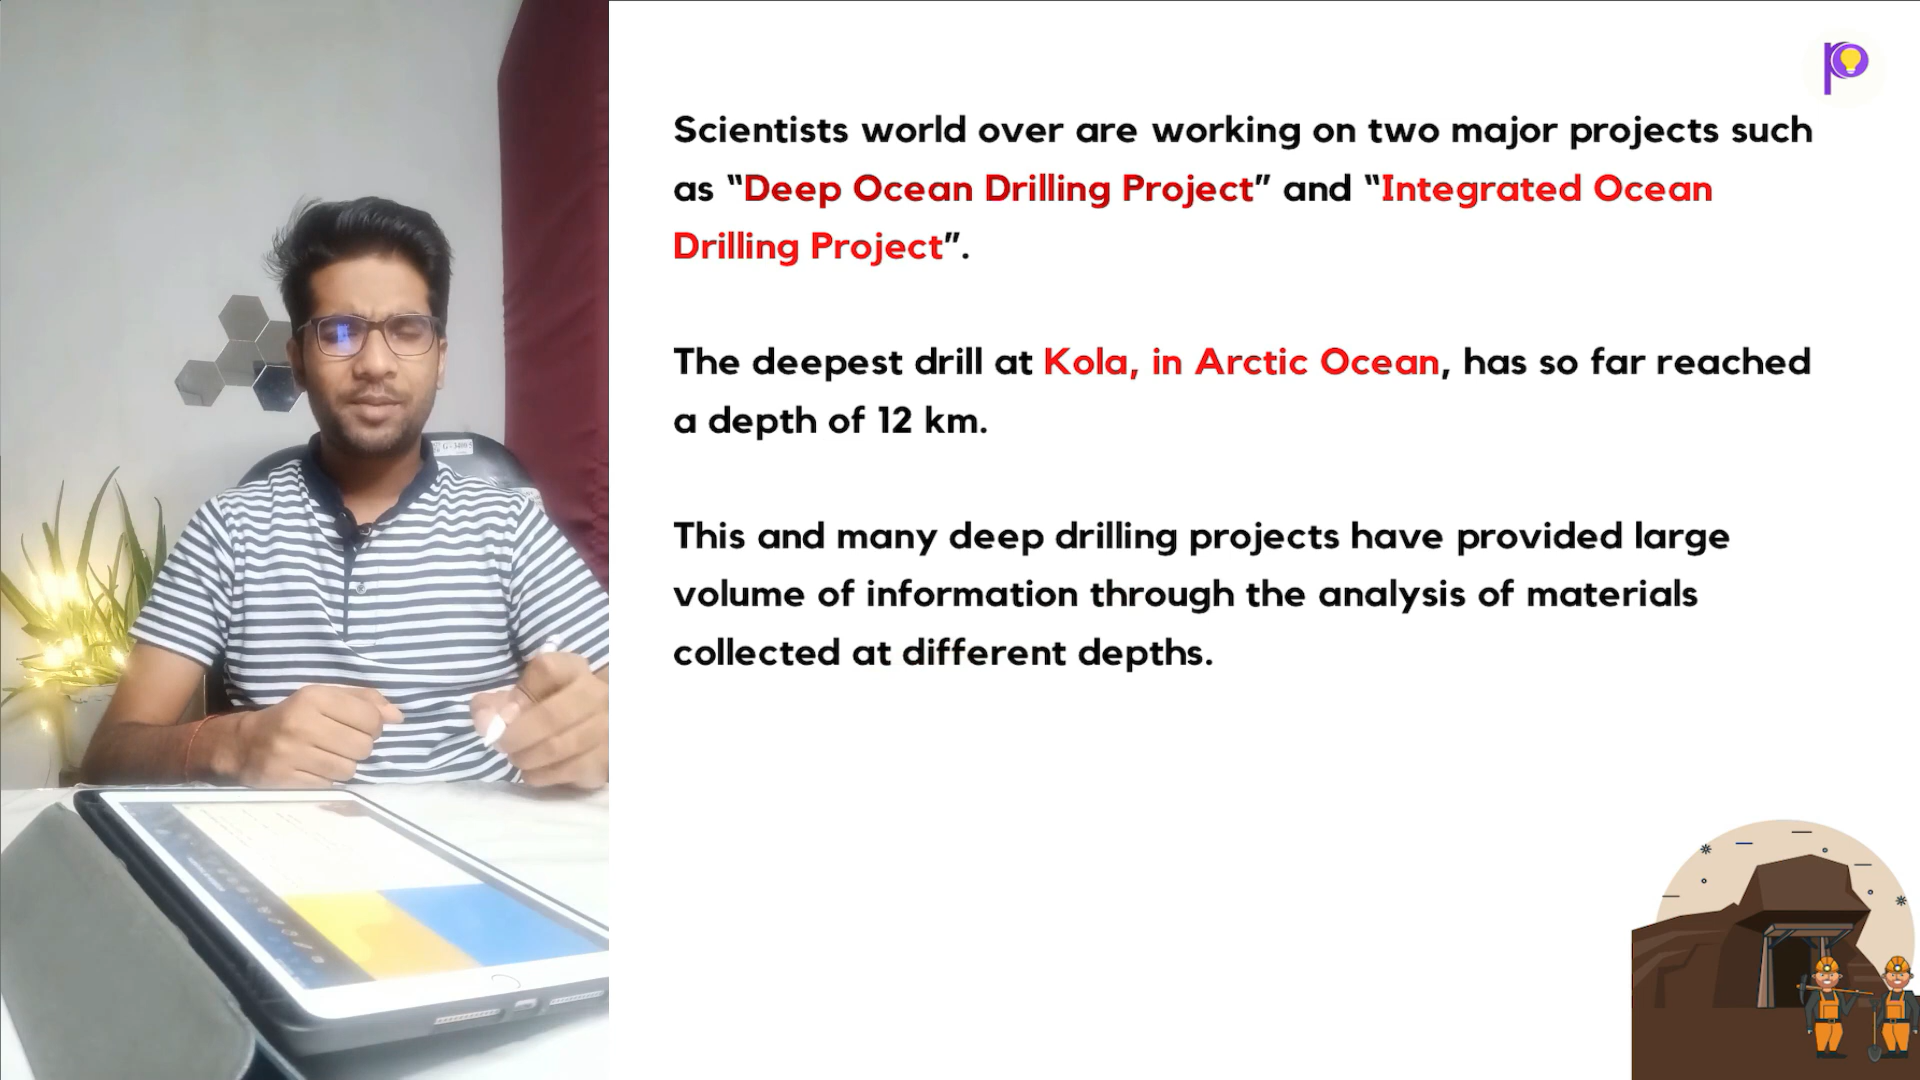 Scientists world over are working on two major projects such
as “Deep Ocean Drilling Project” and “Integrated Ocean
Drilling Project”.
The deepest drill at Kola, in Arctic Ocean, has so far reached
a depth of 12 km.
This and many deep drilling projects have provided large
volume of information through the analysis of materials
collected at different depths.